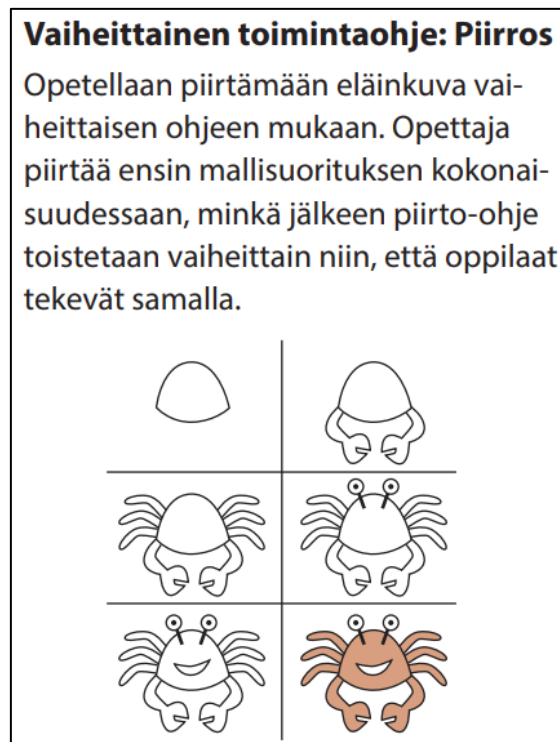 Vaiheittainen toimintaohje: Piirros
Opetellaan piirtämään eläinkuva vai-
heittaisen ohjeen mukaan. Opettaja
piirtää ensin mallisuorituksen kokonai-
suudessaan, minkä jälkeen piirto-ohje
toistetaan vaiheittain niin, että oppilaat
tekevät samalla.